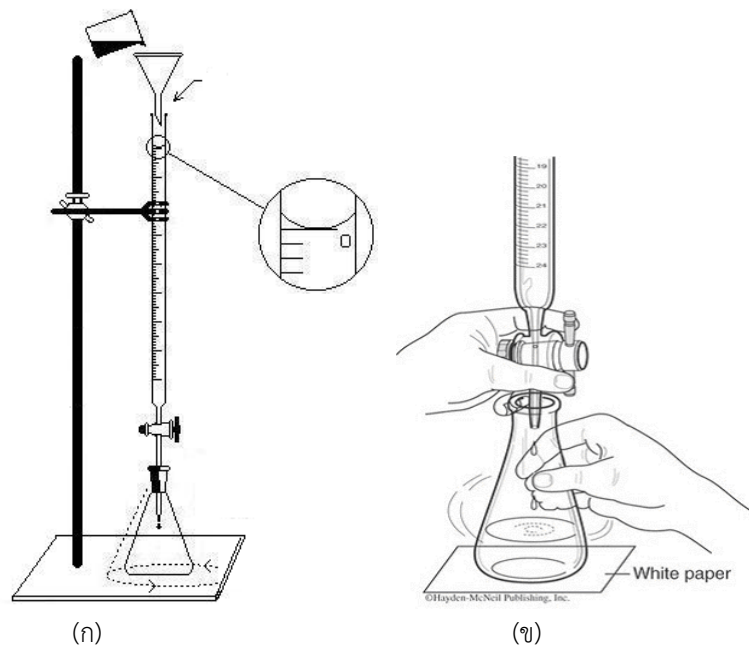 0
19
20
21
22
23
24
White paper
©Hayden-McNeil Publishing, Inc.
(ก)
(ข)